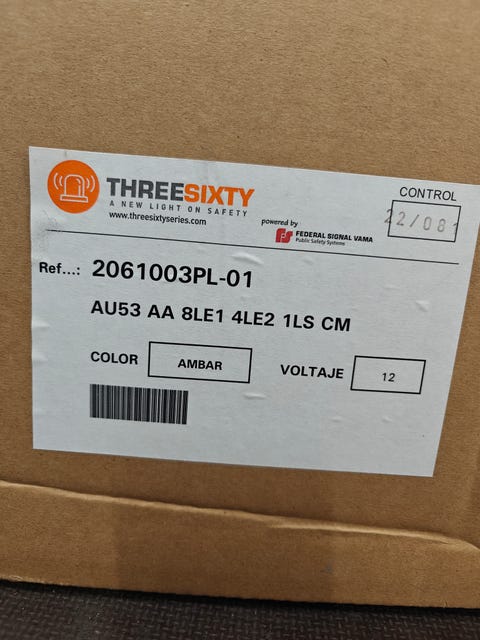 THREESIXTY
A NEW LIGHT ON SAFETY
www.threesixtyseries.com
powered by
FEDERAL SIGNAL VAMA
Public Safety Systems
CONTROL
22/081
Ref...: 2061003PL-01
AU53 AA 8LE1 4LE2 1LS CM
COLOR AMBAR VOLTAJE 12